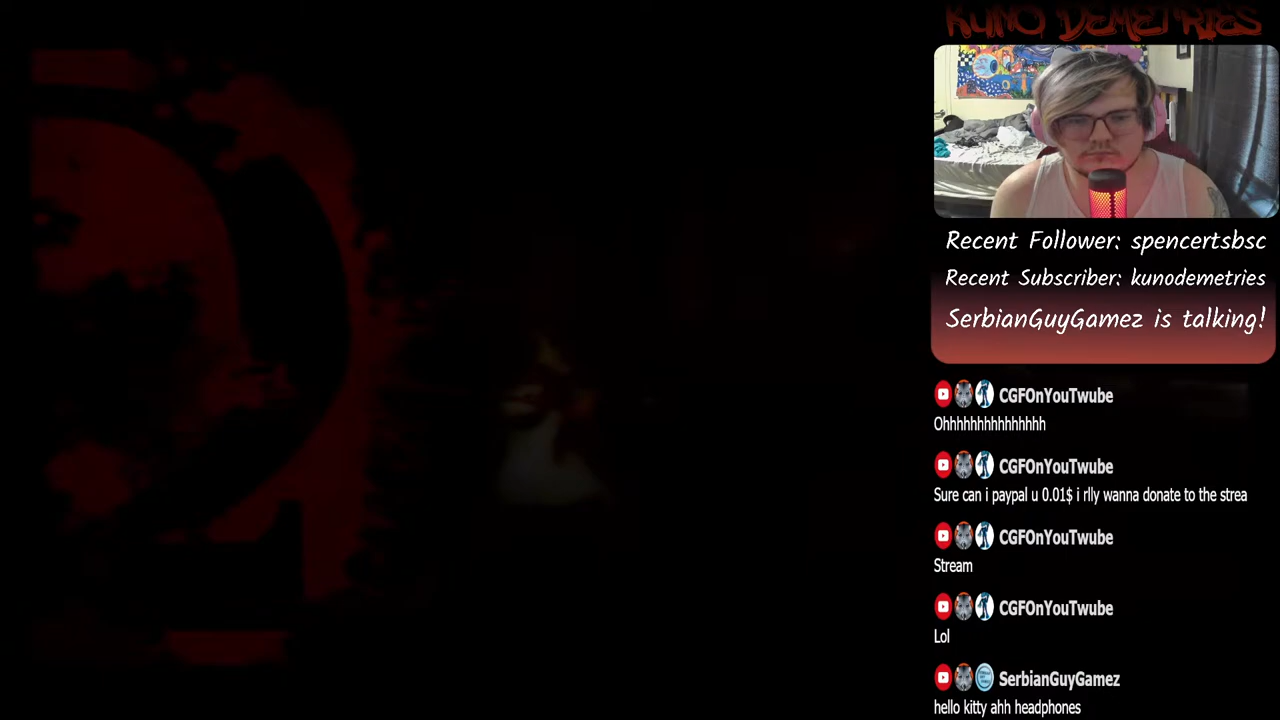 KUNO DEMETRIES
Recent Follower: spencertsbsc
Recent Subscriber: kunodemetries
SerbianGuyGamez is talking!
CGFOnYouTwube
Ohhhhhhhhhhhhhhh
CGFOnYouTwube
Sure can i paypal u 0.01$ i rlly wanna donate to the strea
CGFOnYouTwube
Stream
CGFOnYouTwube
Lol
SerbianGuyGamez
hello kitty ahh headphones